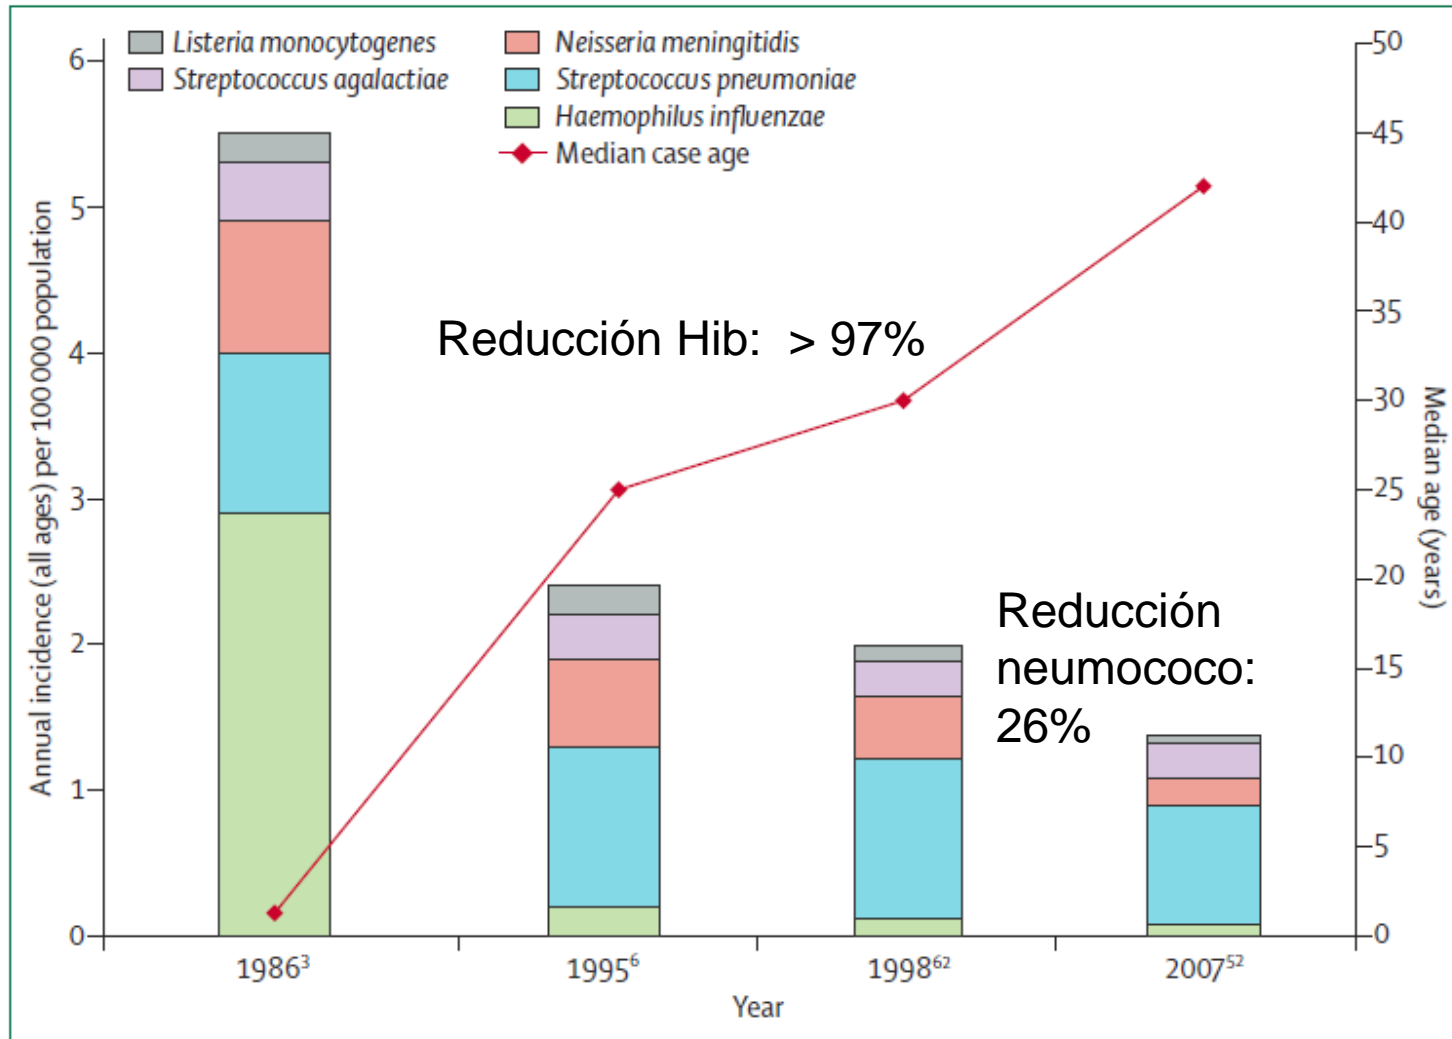 Listeria monocytogenes
Streptococcus agalactiae
Neisseria meningitidis
Streptococcus pneumoniae
Haemophilus influenzae
Median case age
Annual incidence (all ages) per 100 000 population
6
5
4
3
2
1
0
Reducción Hib: > 97%
Reducción
neumococo:
26%
50
45
40
35
30
25
20
15
10
5
0
Median age (years)
1986³
1995⁶
1998⁶²
2007⁵²
Year